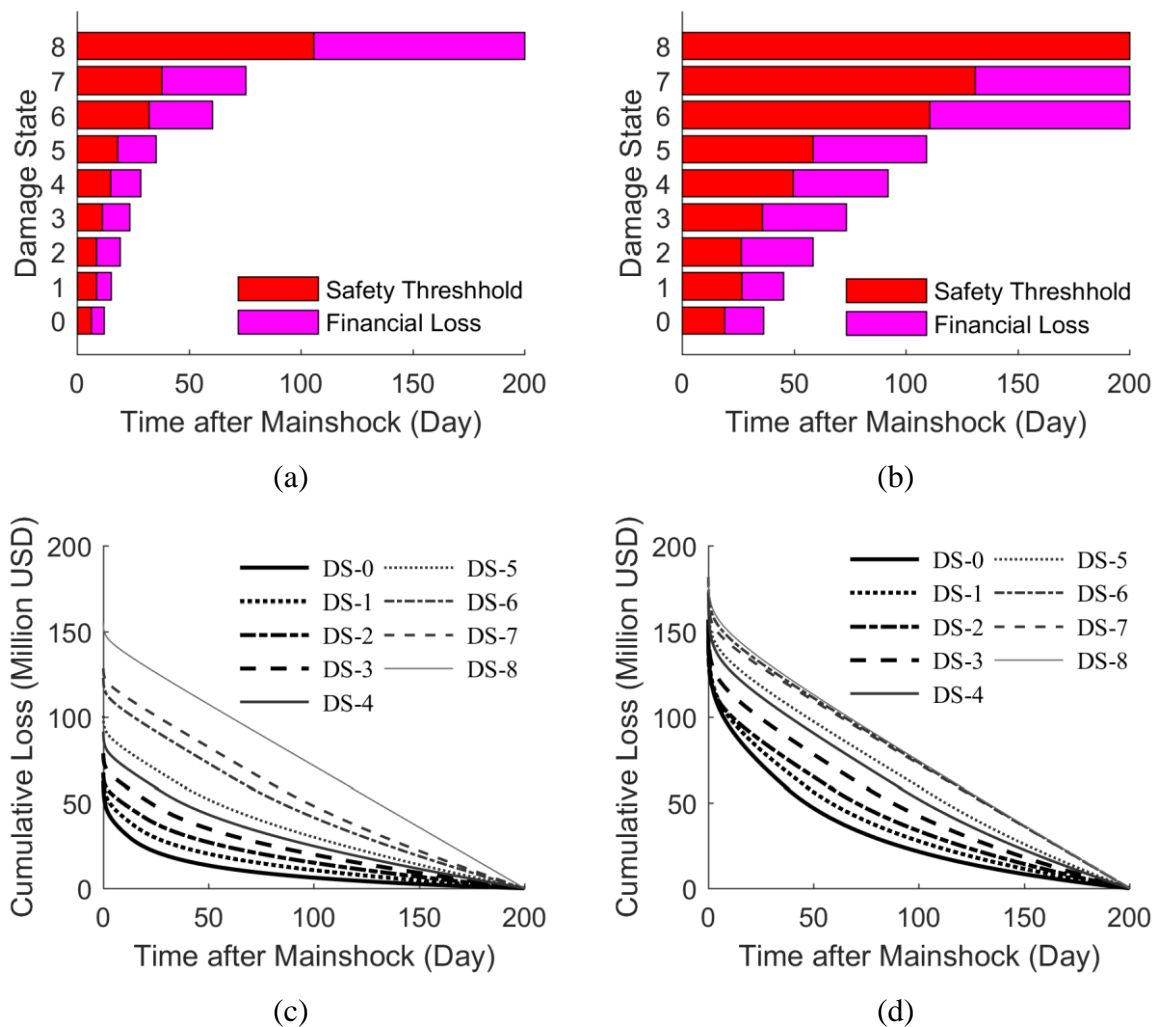 Damage State
8
7
6
5
4
3
2
1
0
Safety Threshhold
Financial Loss
0 50 100 150 200
Time after Mainshock (Day)
(a)
Damage State
8
7
6
5
4
3
2
1
0
Safety Threshhold
Financial Loss
0 50 100 150 200
Time after Mainshock (Day)
(b)
Cumulative Loss (Million USD)
200
150
100
50
0
DS-0 DS-5
DS-1 DS-6
DS-2 DS-7
DS-3 DS-8
DS-4
0 50 100 150 200
Time after Mainshock (Day)
(c)
Cumulative Loss (Million USD)
200
150
100
50
0
DS-0 DS-5
DS-1 DS-6
DS-2 DS-7
DS-3 DS-8
DS-4
0 50 100 150 200
Time after Mainshock (Day)
(d)